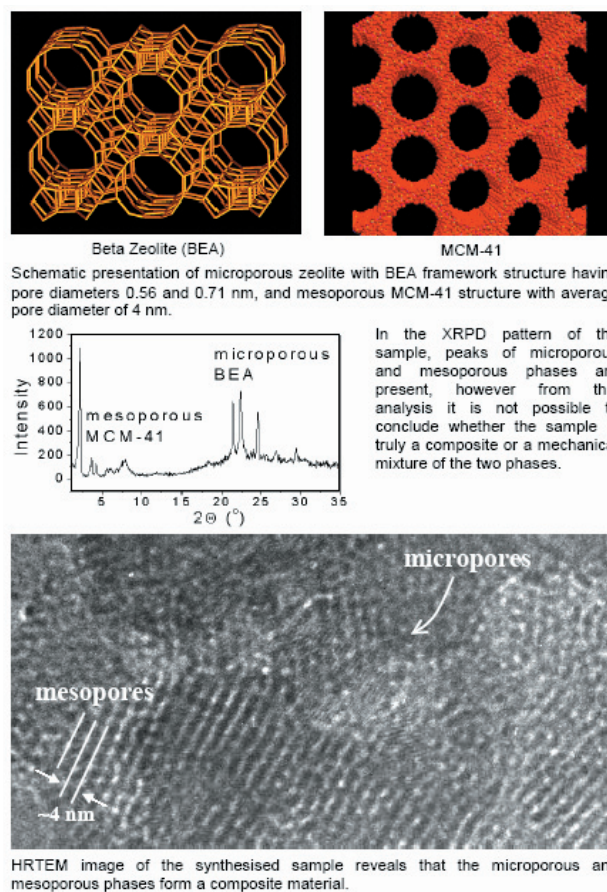 Beta Zeolite (BEA)
MCM-41
Schematic presentation of microporous zeolite with BEA framework structure havin
pore diameters 0.56 and 0.71 nm, and mesoporous MCM-41 structure with averag
pore diameter of 4 nm.
1200
1000
800
600
400
200
0
Intensity
microporous
BEA
mesoporous
MCM-41
5
10
15
20
25
30
35
2Θ (°)
In the XRPD pattern of th
sample, peaks of microporou
and mesoporous phases ar
present, however from th
analysis it is not possible t
conclude whether the sample
truly a composite or a mechanica
mixture of the two phases.
micropores
mesopores
~4 nm
HRTEM image of the synthesised sample reveals that the microporous an
mesoporous phases form a composite material.